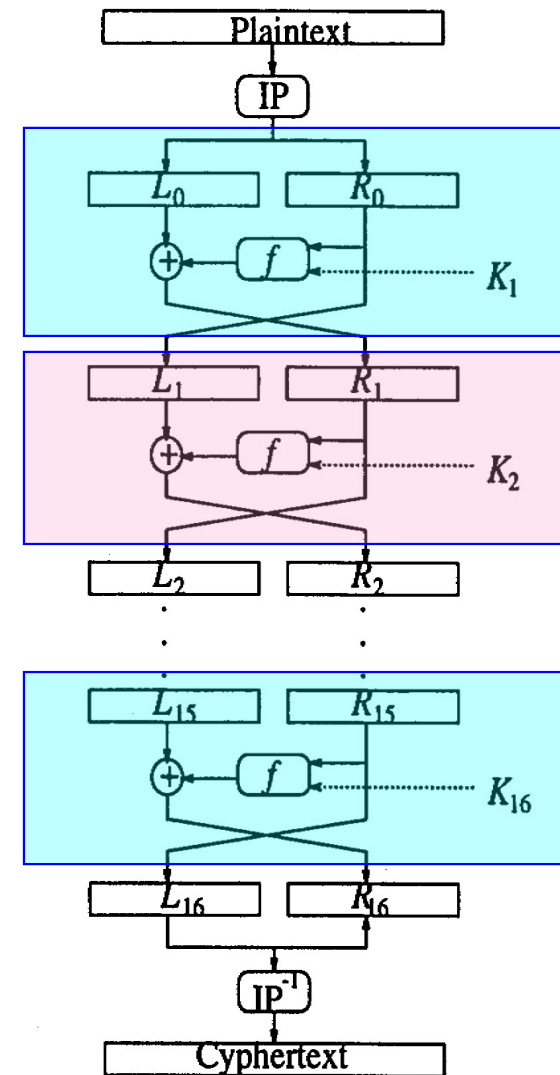 Plaintext
IP
L₀ R₀
f
+
K₁
L₁ R₁
f
+
K₂
L₂ R₂
L₁₅ R₁₅
f
+
K₁₆
L₁₆ R₁₆
IP⁻¹
Cyphertext